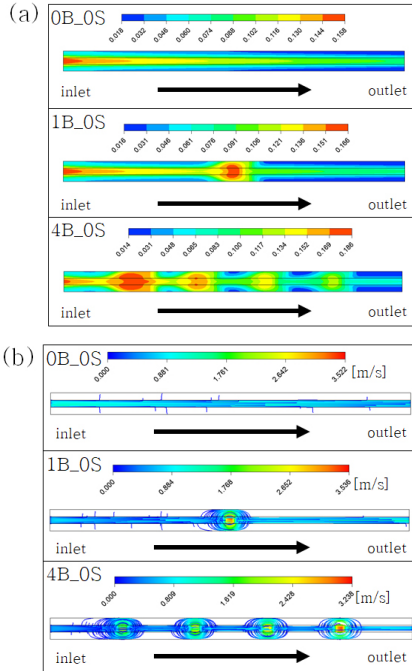 (a)
0B_0S
0.018 0.032 0.046 0.060 0.074 0.088 0.102 0.116 0.130 0.144 0.158
inlet outlet
1B_0S
0.016 0.031 0.046 0.061 0.076 0.091 0.106 0.121 0.136 0.151 0.166
inlet outlet
4B_0S
0.014 0.031 0.048 0.065 0.083 0.100 0.117 0.134 0.152 0.169 0.186
inlet outlet
(b)
0B_0S
0.000 0.881 1.761 2.642 3.522
[m/s]
inlet outlet
1B_0S
0.000 0.884 1.768 2.652 3.536
[m/s]
inlet outlet
4B_0S
0.000 0.809 1.619 2.428 3.238
[m/s]
inlet outlet